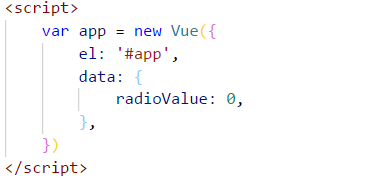 <script>
    var app = new Vue({
        el: '#app',
        data: {
            radioValue: 0,
        },
    })
</script>